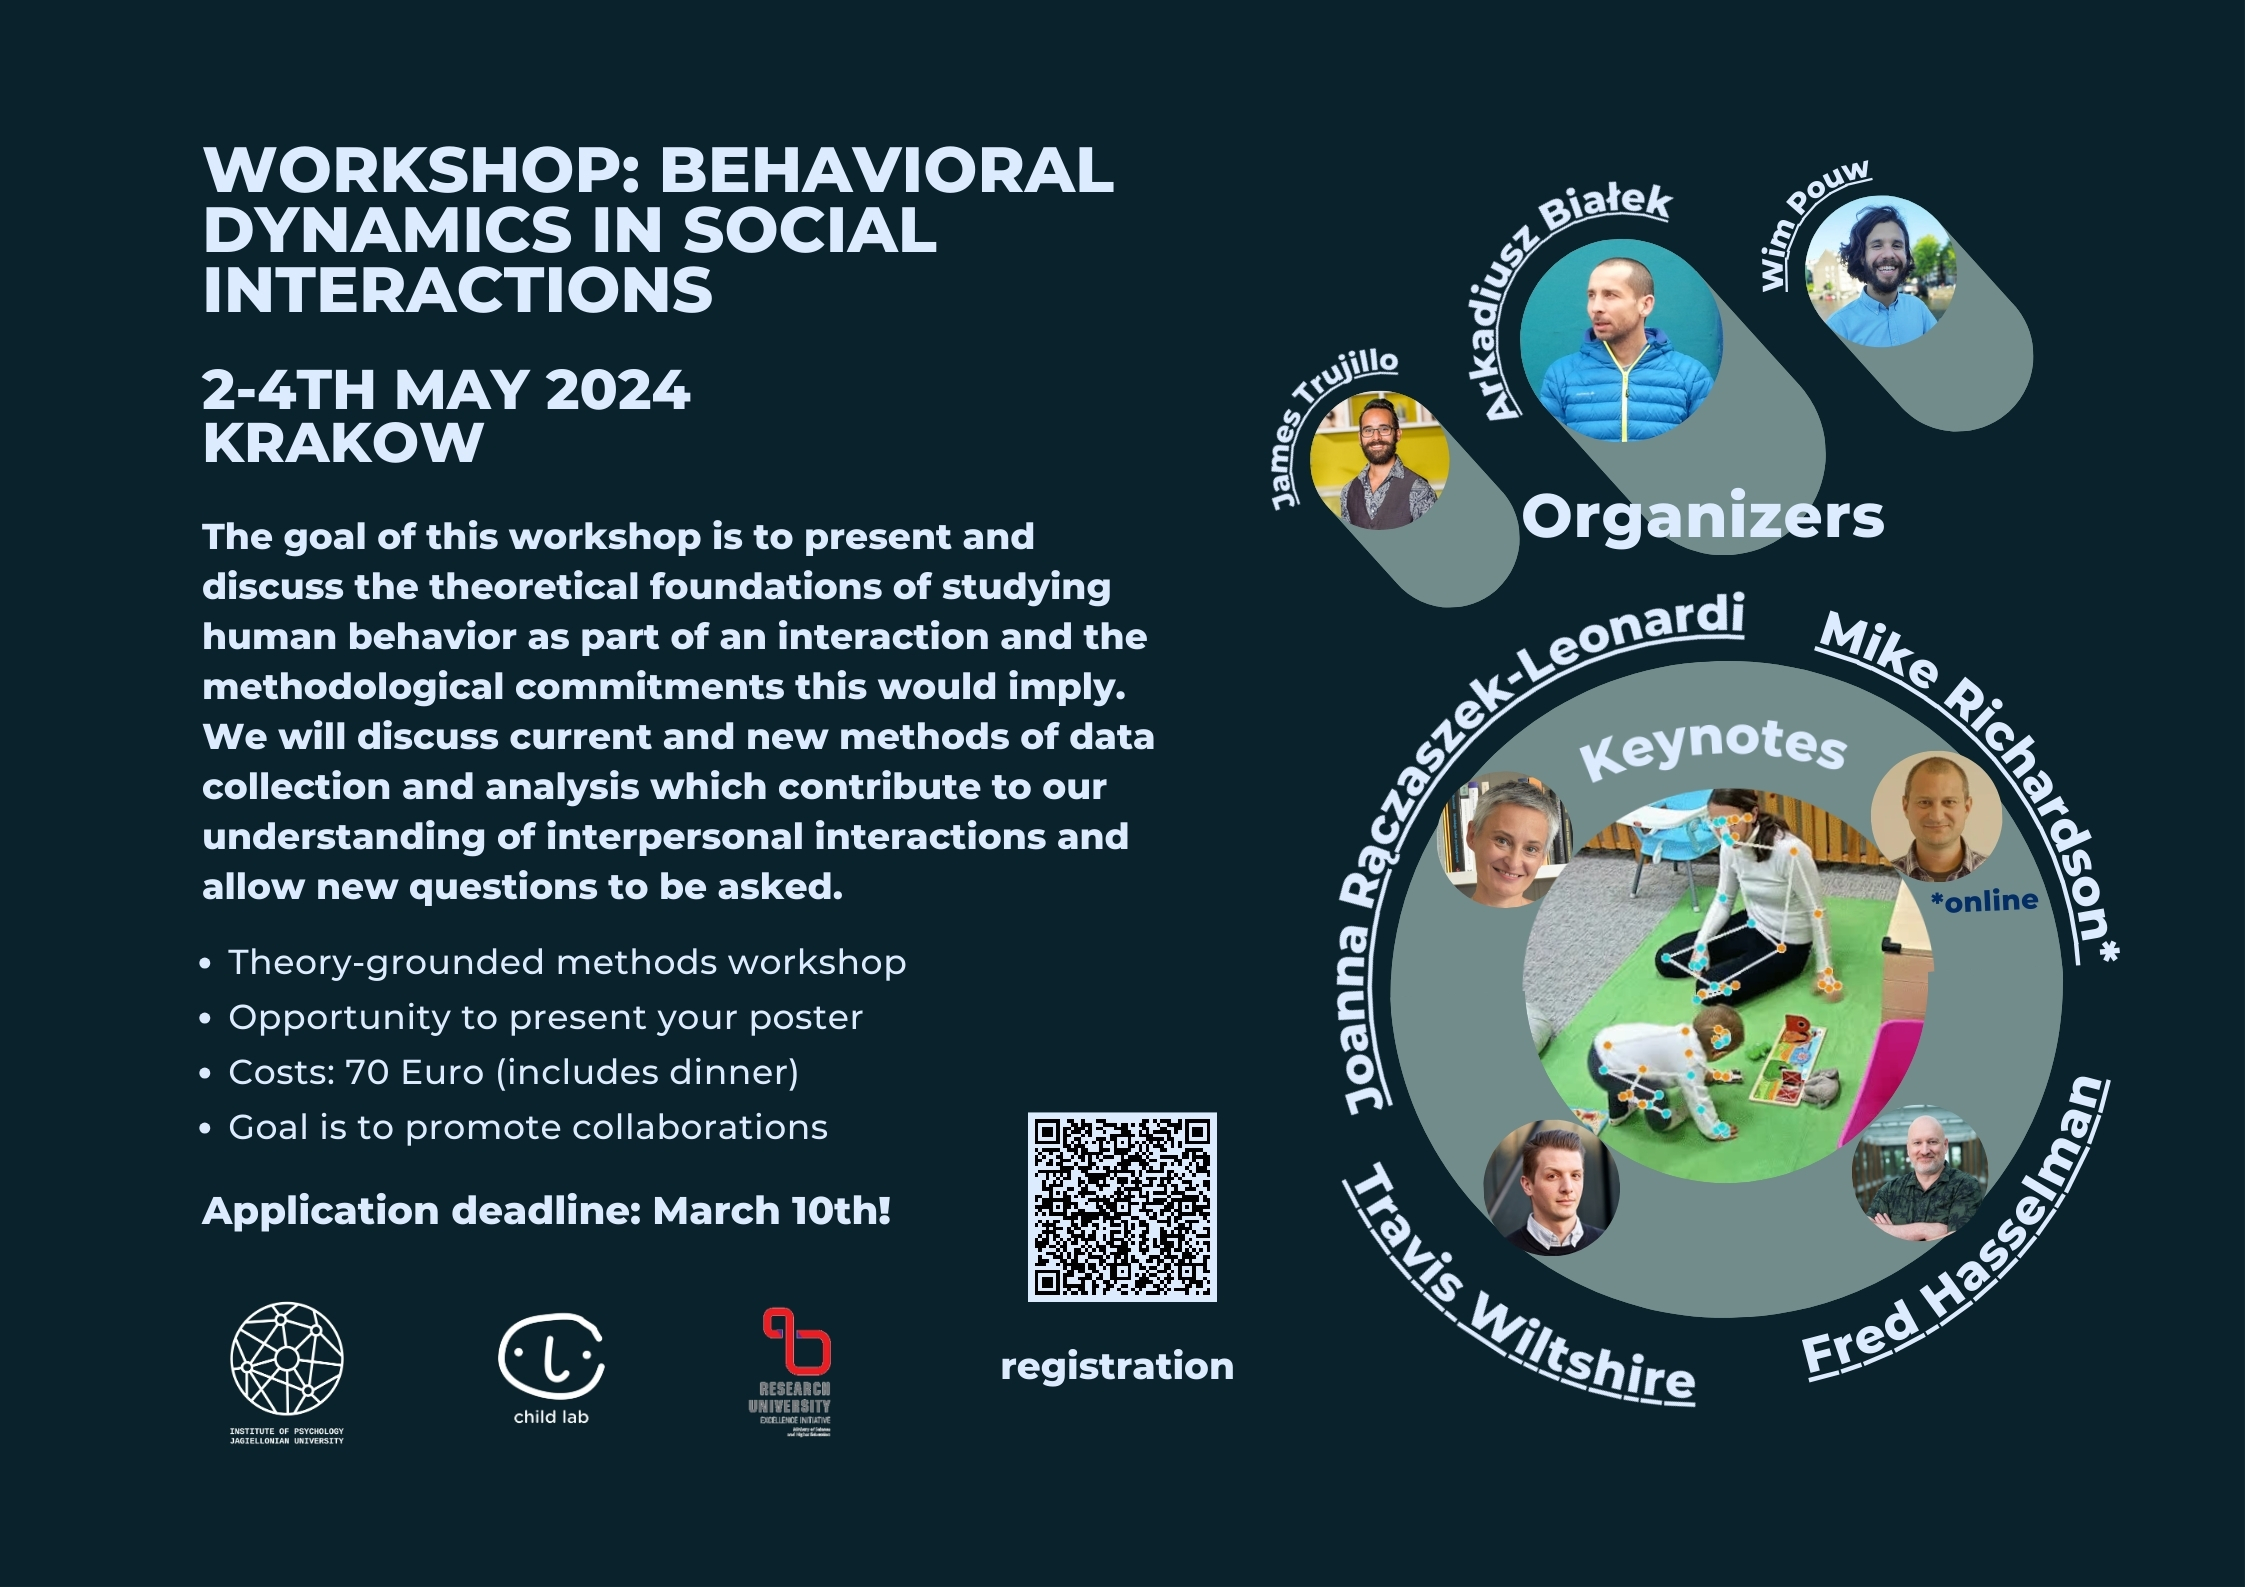 WORKSHOP: BEHAVIORAL
DYNAMICS IN SOCIAL
INTERACTIONS
2-4TH MAY 2024
KRAKOW
The goal of this workshop is to present and
discuss the theoretical foundations of studying
human behavior as part of an interaction and the
methodological commitments this would imply.
We will discuss current and new methods of data
collection and analysis which contribute to our
understanding of interpersonal interactions and
allow new questions to be asked.
• Theory-grounded methods workshop
• Opportunity to present your poster
• Costs: 70 Euro (includes dinner)
• Goal is to promote collaborations
Application deadline: March 10th!
INSTITUTE OF PSYCHOLOGY
JAGIELLONIAN UNIVERSITY
child lab
RESEARCH
UNIVERSITY
EXCELLENCE INITIATIVE
Ministry of Science
and Higher Education
registration
James Trujillo
Arkadiusz Białek
Wim Pouw
Organizers
Joanna Rączaszek-Leonardi
Mike Richardson*
Keynotes
*online
Travis Wiltshire
Fred Hasselman